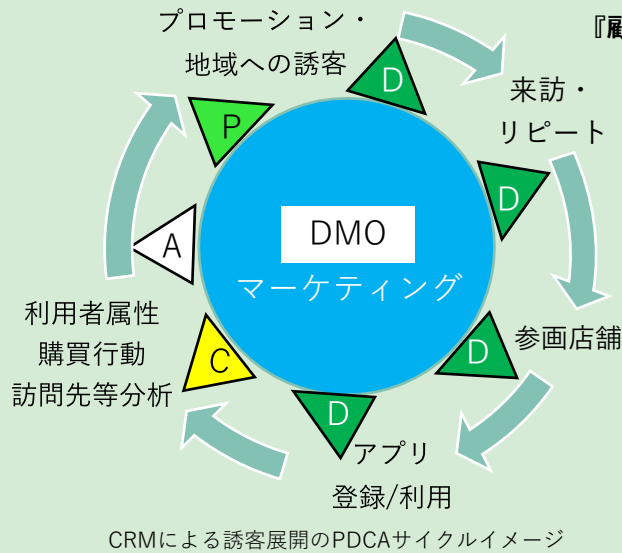 プロモーション・
地域への誘客
『顧
D
来訪・
リピート
P
D
A
DMO
マーケティング
利用者属性
購買行動
訪問先等分析
C
D
参画店舗
D
アプリ
登録/利用
CRMによる誘客展開のPDCAサイクルイメージ